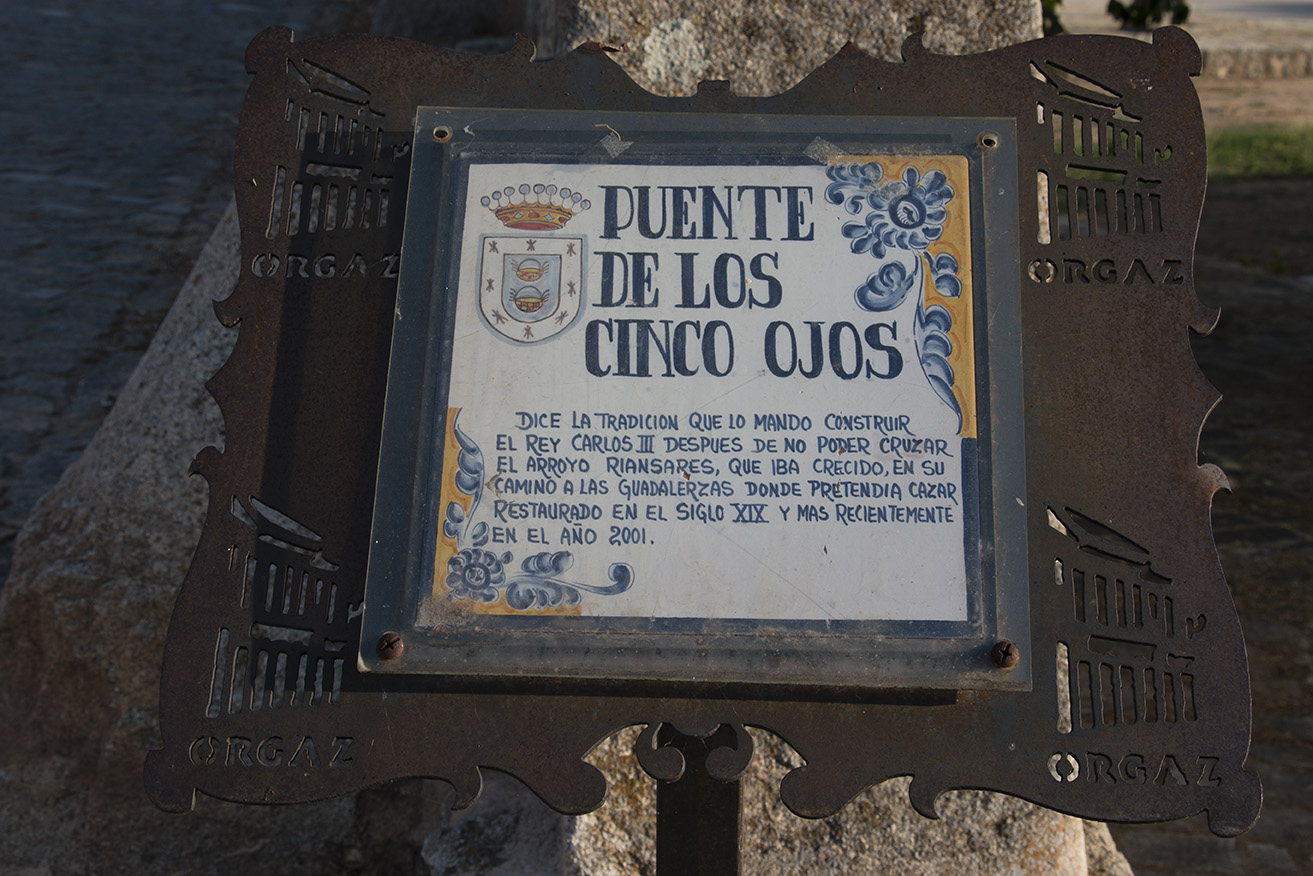 ORGAZ
ORGAZ
PUENTE
DE LOS
CINCO OJOS
DICE LA TRADICION QUE LO MANDO CONSTRUIR
EL REY CARLOS III DESPUES DE NO PODER CRUZAR
EL ARROYO RIANSARES, QUE IBA CRECIDO, EN SU
CAMINO A LAS GUADALERZAS DONDE PRETENDIA CAZAR
RESTAURADO EN EL SIGLO XIX Y MAS RECIENTEMENTE
EN EL AÑO 2001.
ORGAZ
ORGAZ